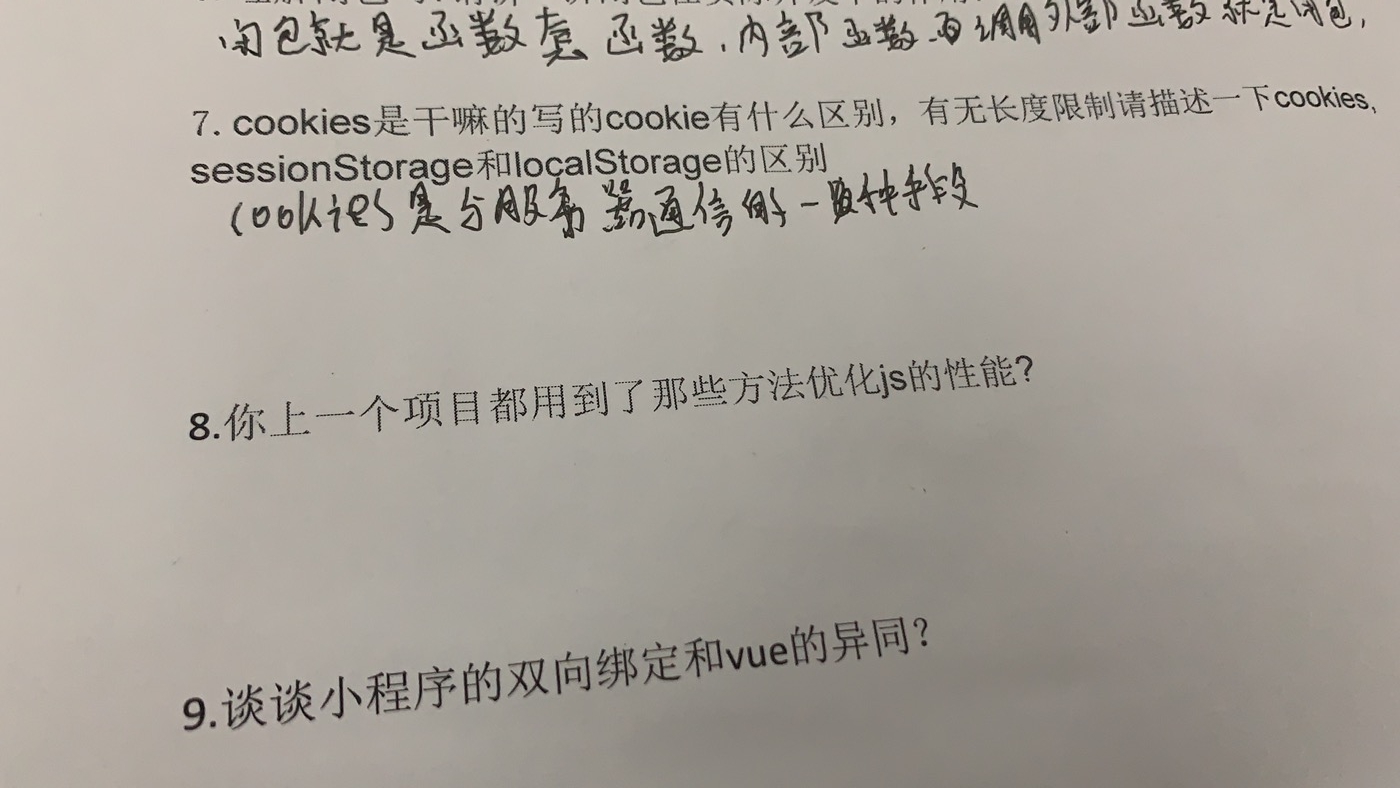 闭包就是函数套函数,内部函数再调用外部函数就是闭包,
7. cookies是干嘛的写的cookie有什么区别，有无长度限制请描述一下cookies,
sessionStorage和localStorage的区别
cookies是与服务器通信的一种手段
8.你上一个项目都用到了那些方法优化js的性能?
9.谈谈小程序的双向绑定和vue的异同?